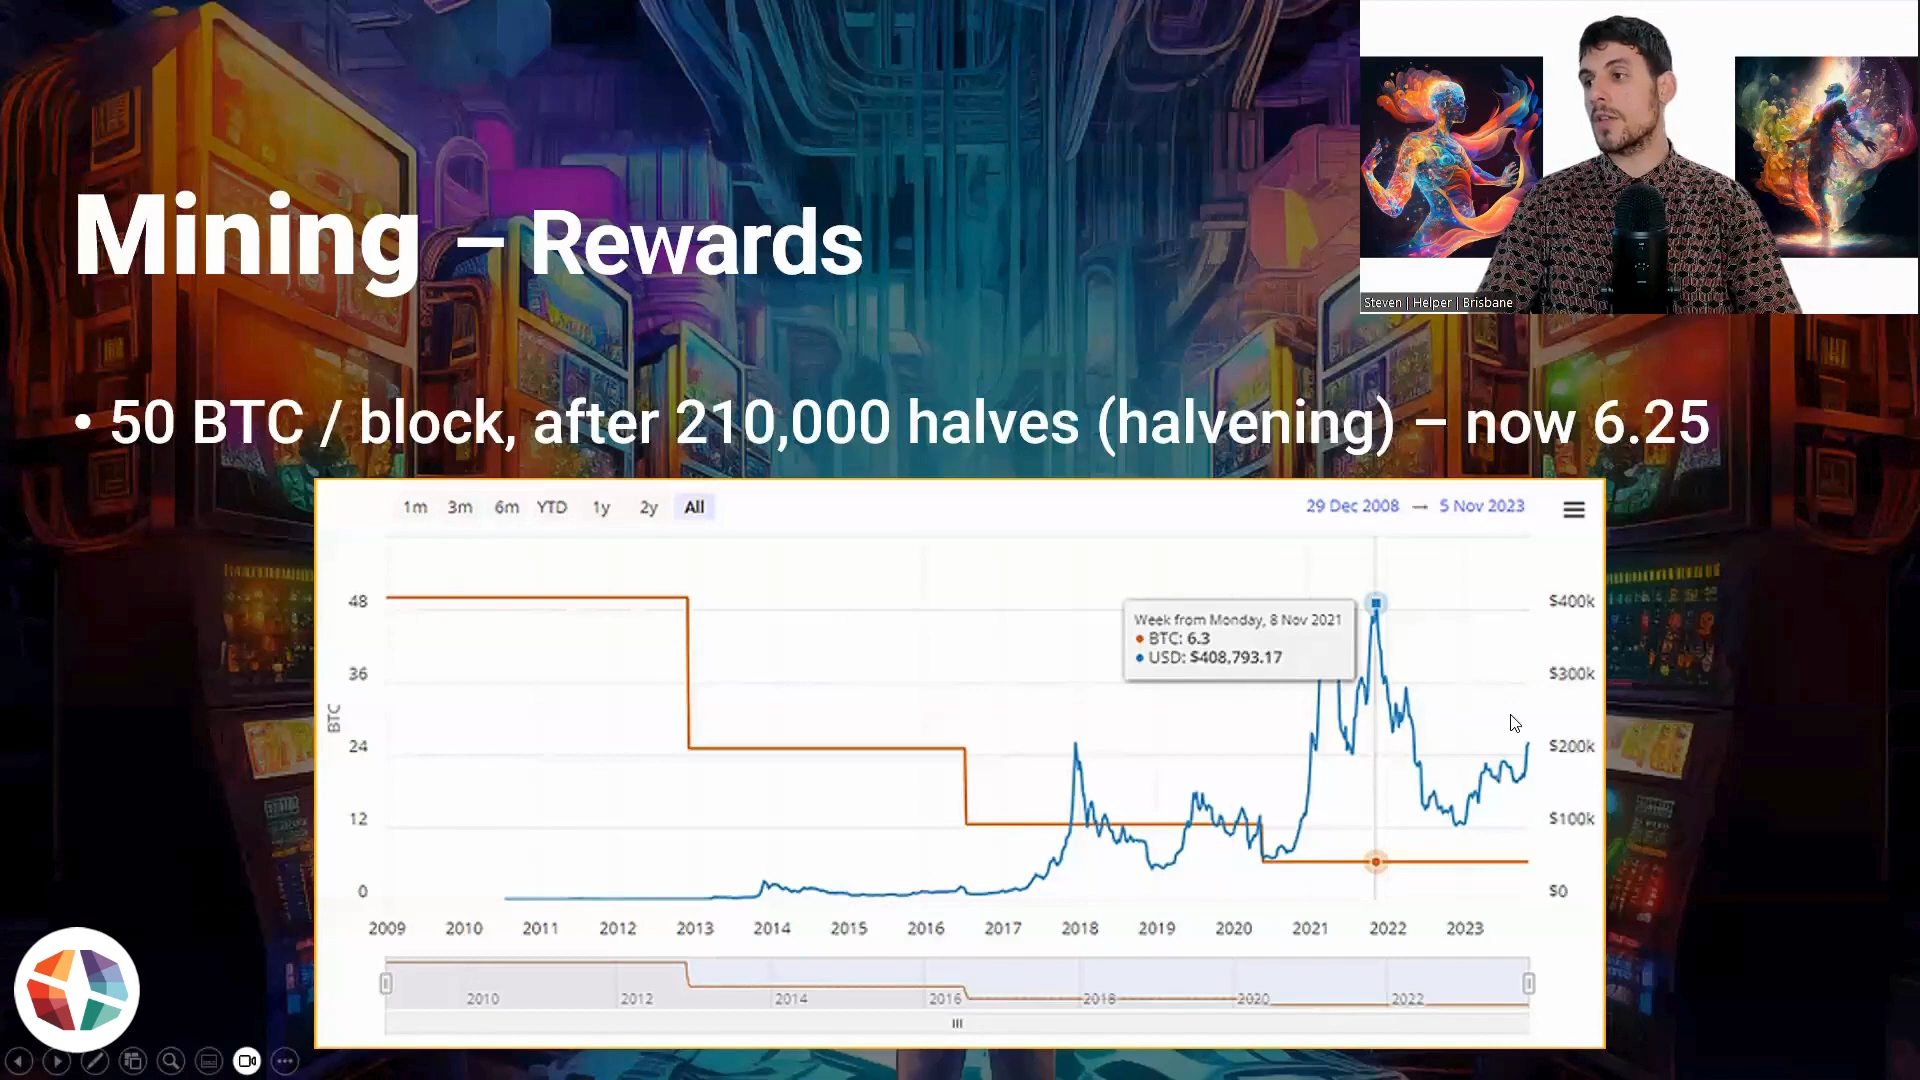 Mining – Rewards
Steven | Helper | Brisbane
• 50 BTC / block, after 210,000 halves (halvening) – now 6.25
1m 3m 6m YTD 1y 2y All
29 Dec 2008 → 5 Nov 2023
48
36
24
12
0
BTC
$400k
$300k
$200k
$100k
$0
Week from Monday, 8 Nov 2021
● BTC: 6.3
● USD: $408,793.17
2009 2010 2011 2012 2013 2014 2015 2016 2017 2018 2019 2020 2021 2022 2023
2010 2012 2014 2016 2018 2020 2022